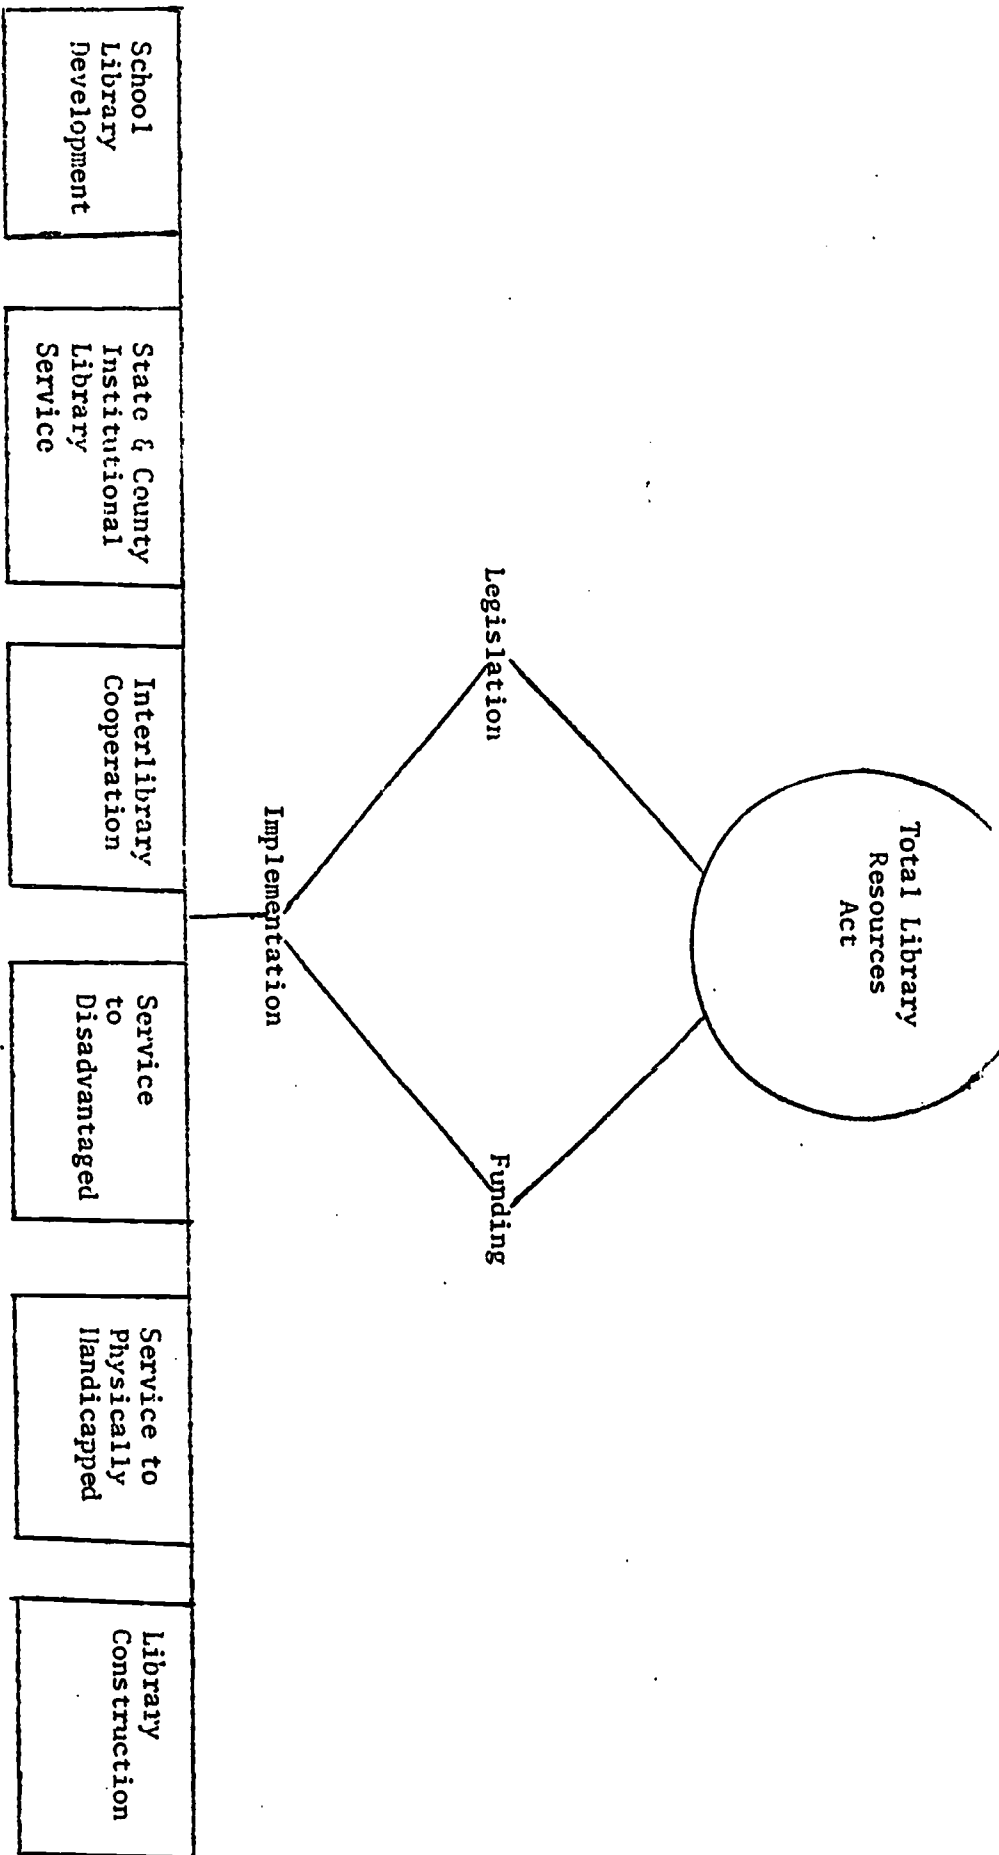 Total Library
Resources
Act
Legislation
Funding
Implementation
School
Library
Development
State & County
Institutional
Library
Service
Interlibrary
Cooperation
Service
to
Disadvantaged
Service to
Physically
Handicapped
Library
Construction